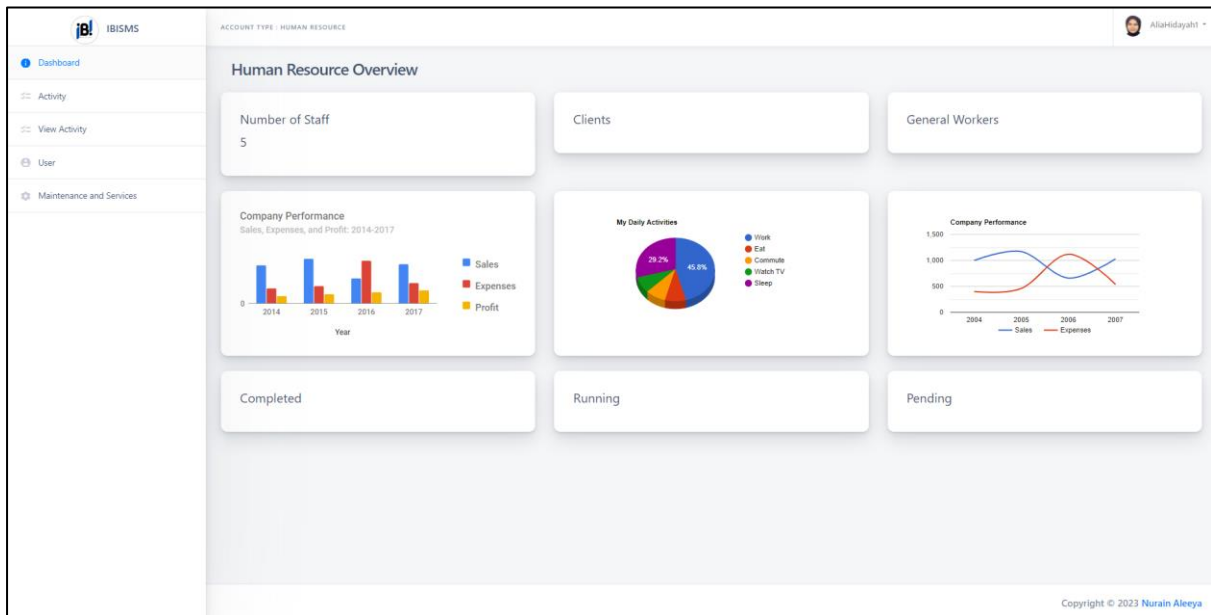 iB!
IBISMS
ACCOUNT TYPE : HUMAN RESOURCE
AliaHidayah1
Dashboard
Activity
View Activity
User
Maintenance and Services
Human Resource Overview
Number of Staff
5
Clients
General Workers
Company Performance
Sales, Expenses, and Profit: 2014-2017
0
2014 2015 2016 2017
Year
Sales
Expenses
Profit
My Daily Activities
29.2%
45.8%
Work
Eat
Commute
Watch TV
Sleep
Company Performance
1,500
1,000
500
0
2004 2005 2006 2007
Sales Expenses
Completed
Running
Pending
Copyright © 2023 Nurain Aleeya